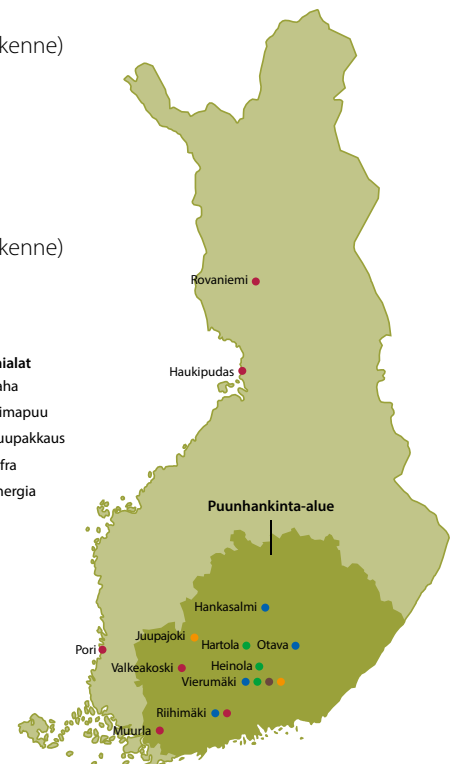 kenne)
kenne)
ialat
aha
imapuu
uupakkaus
fra
nergia
Rovaniemi
Haukipudas
Puunhankinta-alue
Hankasalmi
Juupajoki
Hartola
Otava
Pori
Valkeakoski
Heinola
Vierumäki
Riihimäki
Muurla